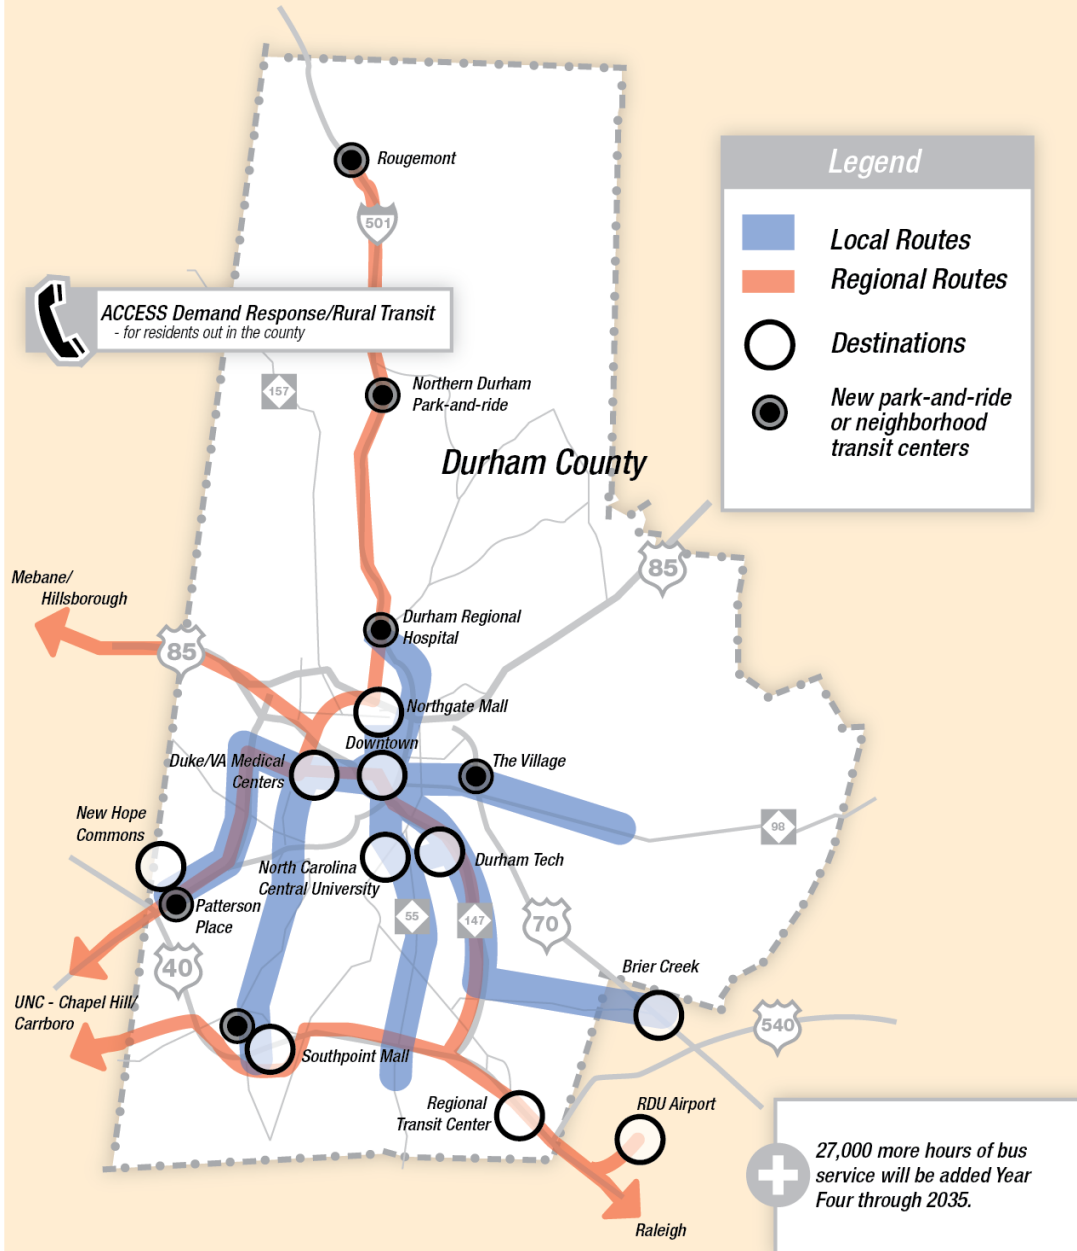 Rougemont
501
Legend
Local Routes
Regional Routes
Destinations
New park-and-ride
or neighborhood
transit centers
ACCESS Demand Response/Rural Transit
- for residents out in the county
157
Northern Durham
Park-and-ride
Durham County
85
Mebane/
Hillsborough
85
Durham Regional
Hospital
Northgate Mall
Downtown
Duke/VA Medical
Centers
The Village
98
New Hope
Commons
North Carolina
Central University
Durham Tech
Patterson
Place
55
147
70
40
Brier Creek
UNC - Chapel Hill/
Carrboro
540
Southpoint Mall
Regional
Transit Center
RDU Airport
Raleigh
27,000 more hours of bus
service will be added Year
Four through 2035.